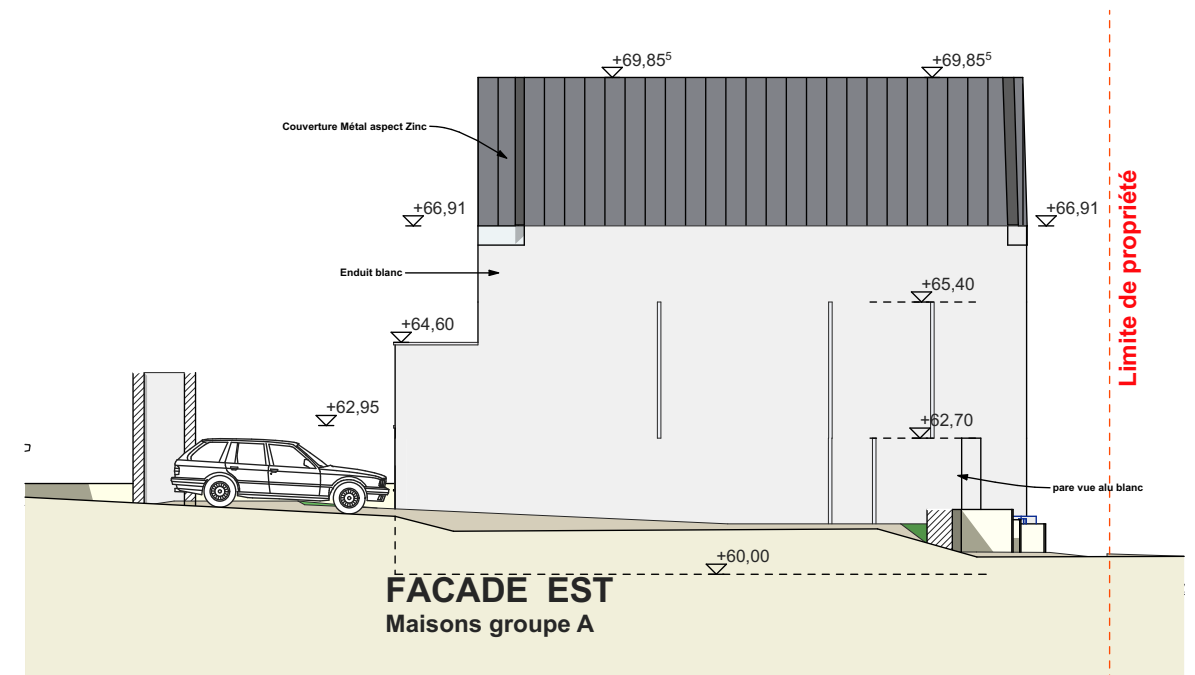 +69,85⁵
+69,85⁵
Couverture Métal aspect Zinc
+66,91
+66,91
Limite de propriété
Enduit blanc
+65,40
+64,60
+62,95
+62,70
pare vue alu blanc
+60,00
FACADE EST
Maisons groupe A